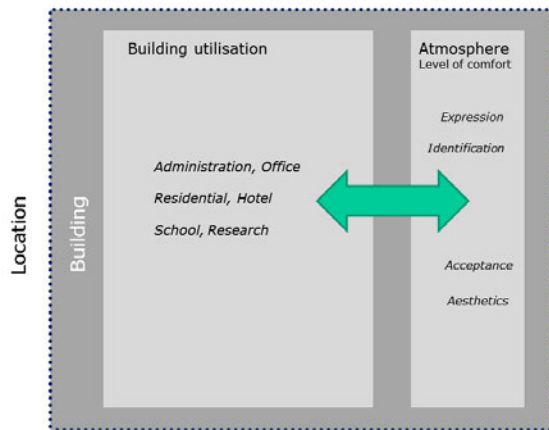 Location
Building
Building utilisation
Administration, Office
Residential, Hotel
School, Research
Atmosphere
Level of comfort
Expression
Identification
Acceptance
Aesthetics